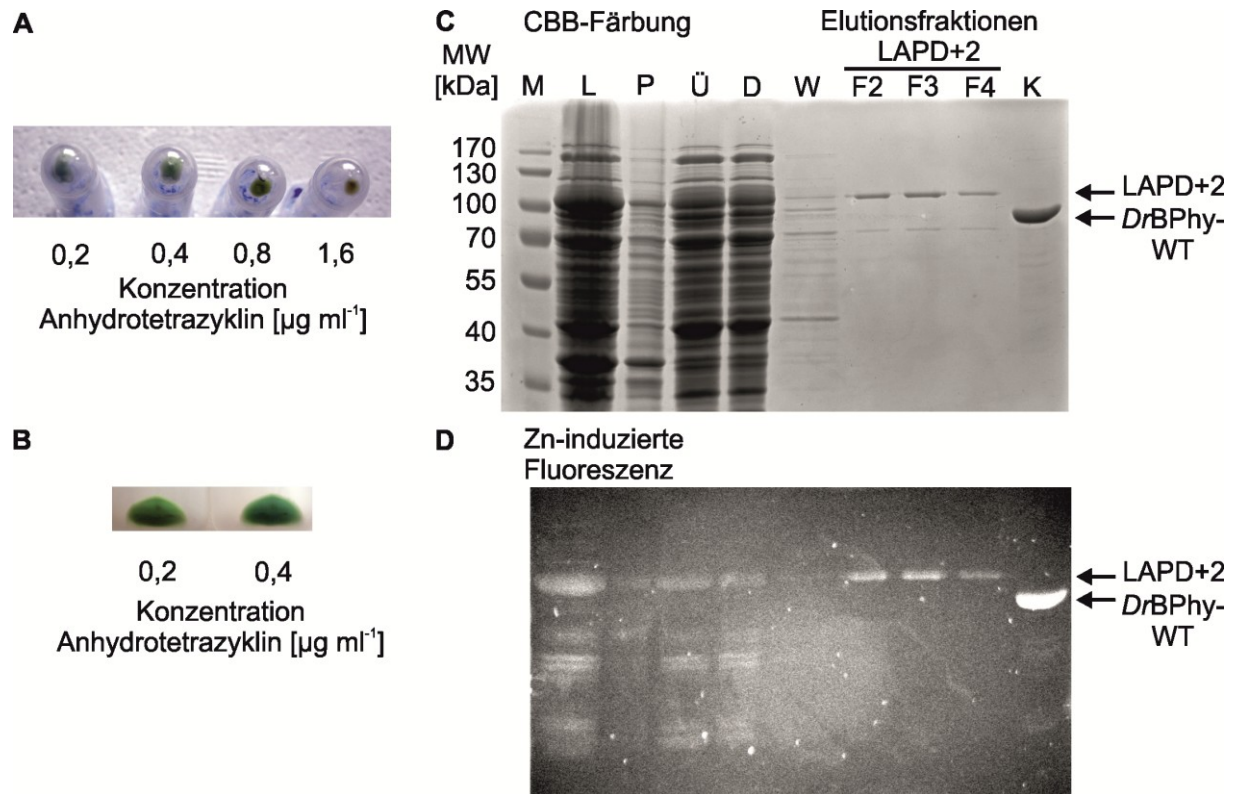 A
0,2 0,4 0,8 1,6
Konzentration
Anhydrotetrazyklin [µg ml-1]
B
0,2 0,4
Konzentration
Anhydrotetrazyklin [µg ml-1]
C CBB-Färbung Elutionsfraktionen
LAPD+2
MW
[kDa] M L P Ü D W F2 F3 F4 K
170
130
100
70
55
40
35
LAPD+2
DrBPhy-
WT
D Zn-induzierte
Fluoreszenz
LAPD+2
DrBPhy-
WT